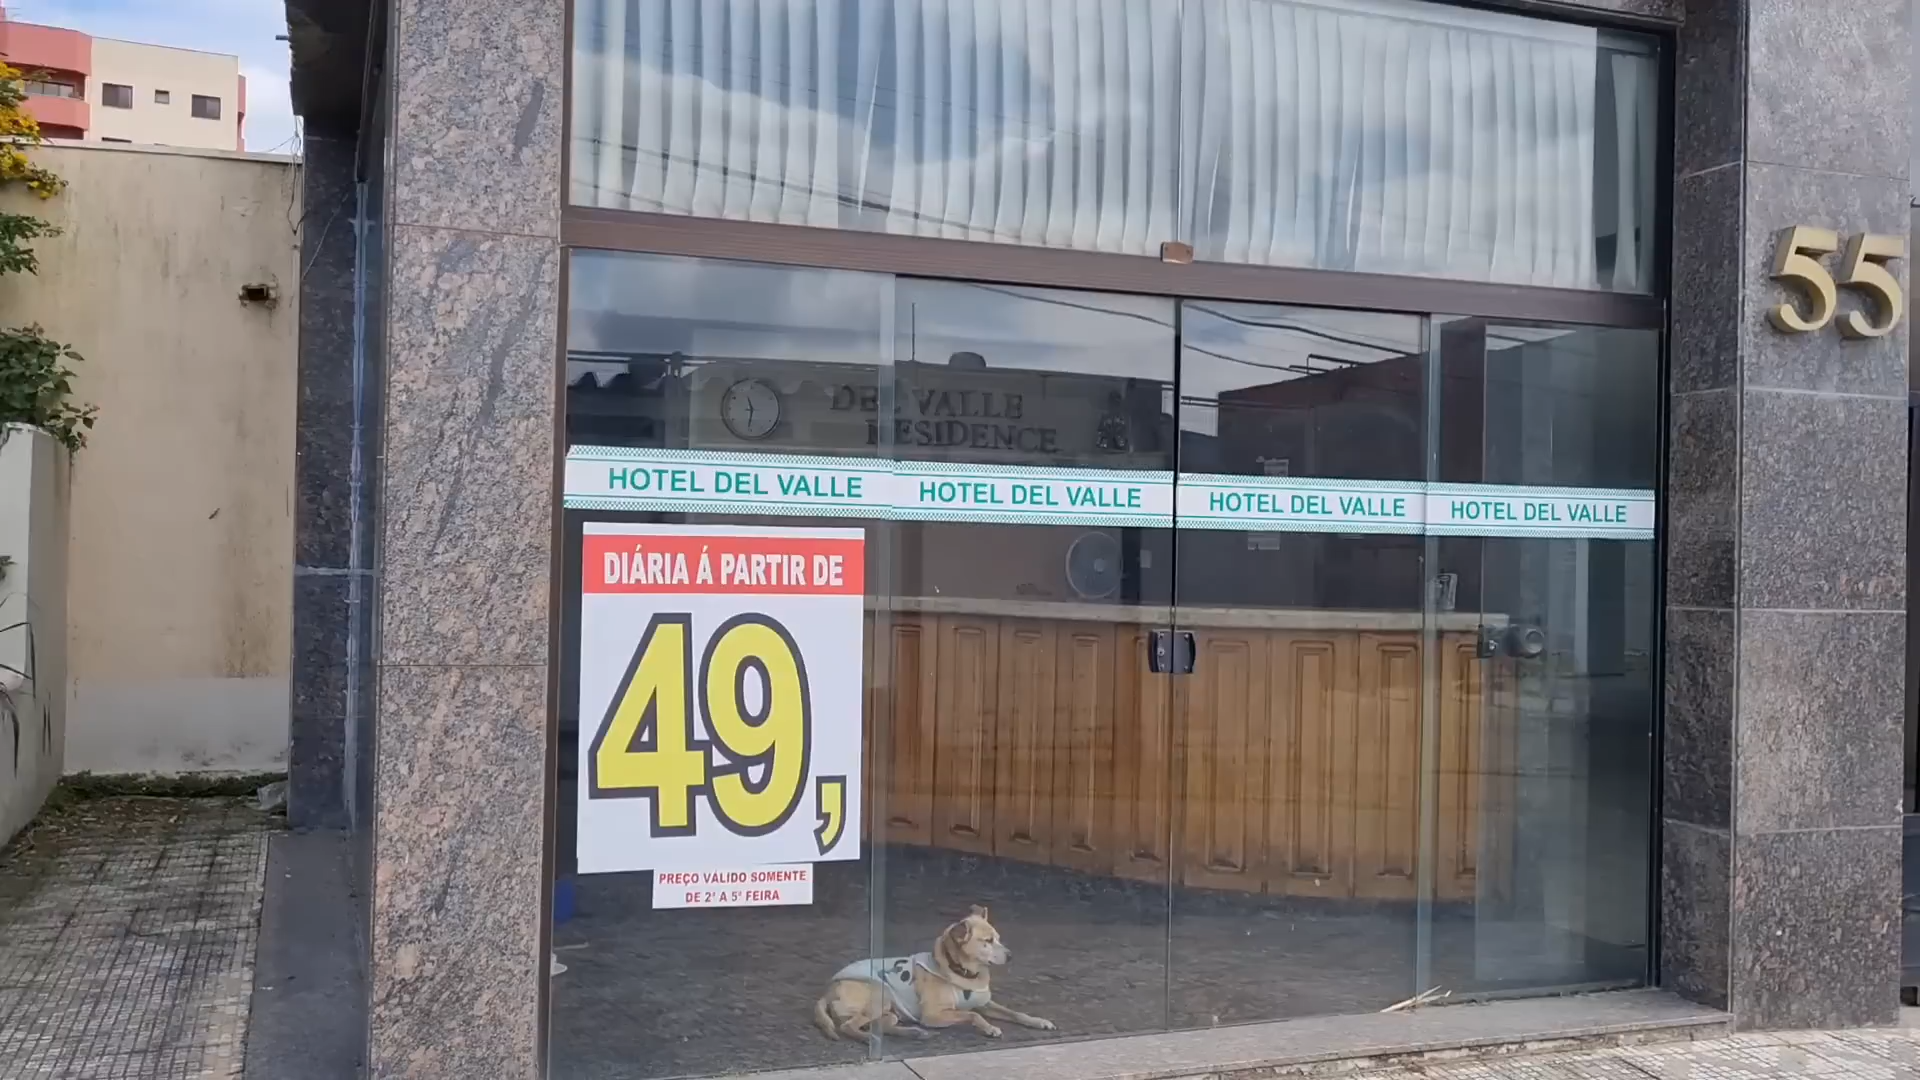 55
DEL VALLE
RESIDENCE
HOTEL DEL VALLE
HOTEL DEL VALLE
HOTEL DEL VALLE
HOTEL DEL VALLE
DIÁRIA Á PARTIR DE
49,
PREÇO VÁLIDO SOMENTE
DE 2ª A 5ª FEIRA